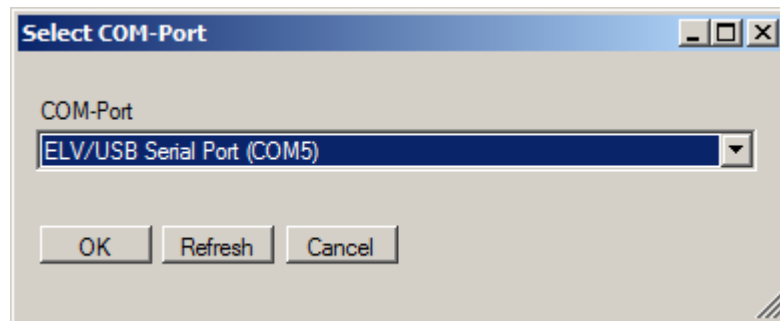 Select COM-Port
COM-Port
ELV/USB Serial Port (COM5)
OK Refresh Cancel